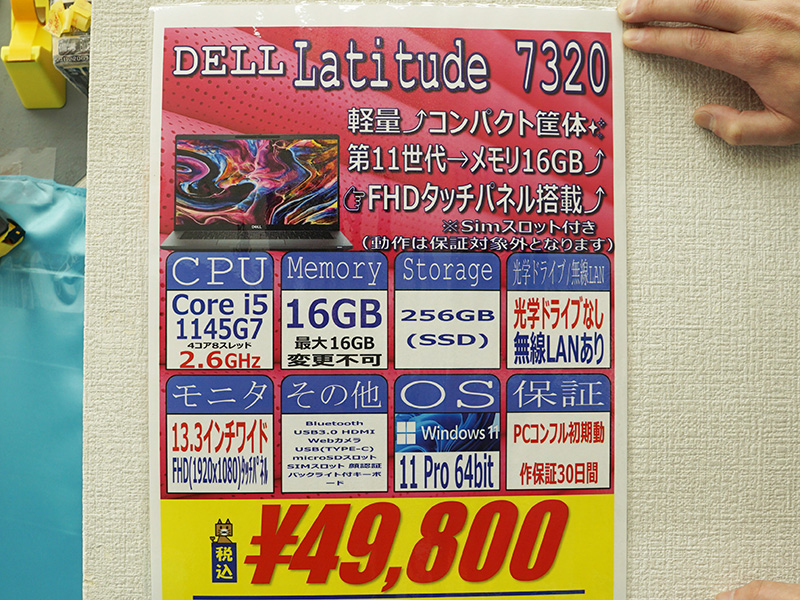 DELL Latitude 7320
軽量⤴コンパクト筐体✨
第11世代→メモリ16GB⤴
☞FHDタッチパネル搭載⤴
※Simスロット付き
(動作は保証対象外となります)
DELL
CPU
Core i5
1145G7
4コア8スレッド
2.6GHz
Memory
16GB
最大16GB
変更不可
Storage
256GB
(SSD)
光学ドライブ/無線LAN
光学ドライブなし
無線LANあり
モニタ
13.3インチワイド
FHD(1920x1080)タッチパネル
その他
Bluetooth
USB3.0 HDMI
Webカメラ
USB(TYPE-C)
microSDスロット
SIMスロット 顔認証
バックライト付キーボ
ード
OS
Windows 11
11 Pro 64bit
保証
PCコンフル初期動
作保証30日間
税込
¥49,800